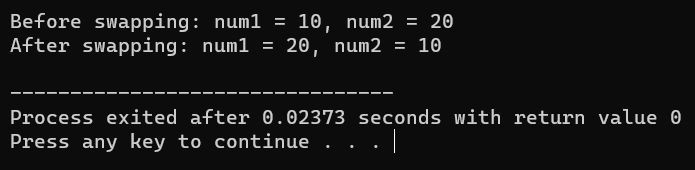 Before swapping: num1 = 10, num2 = 20
After swapping: num1 = 20, num2 = 10
--------------------------------
Process exited after 0.02373 seconds with return value 0
Press any key to continue . . .